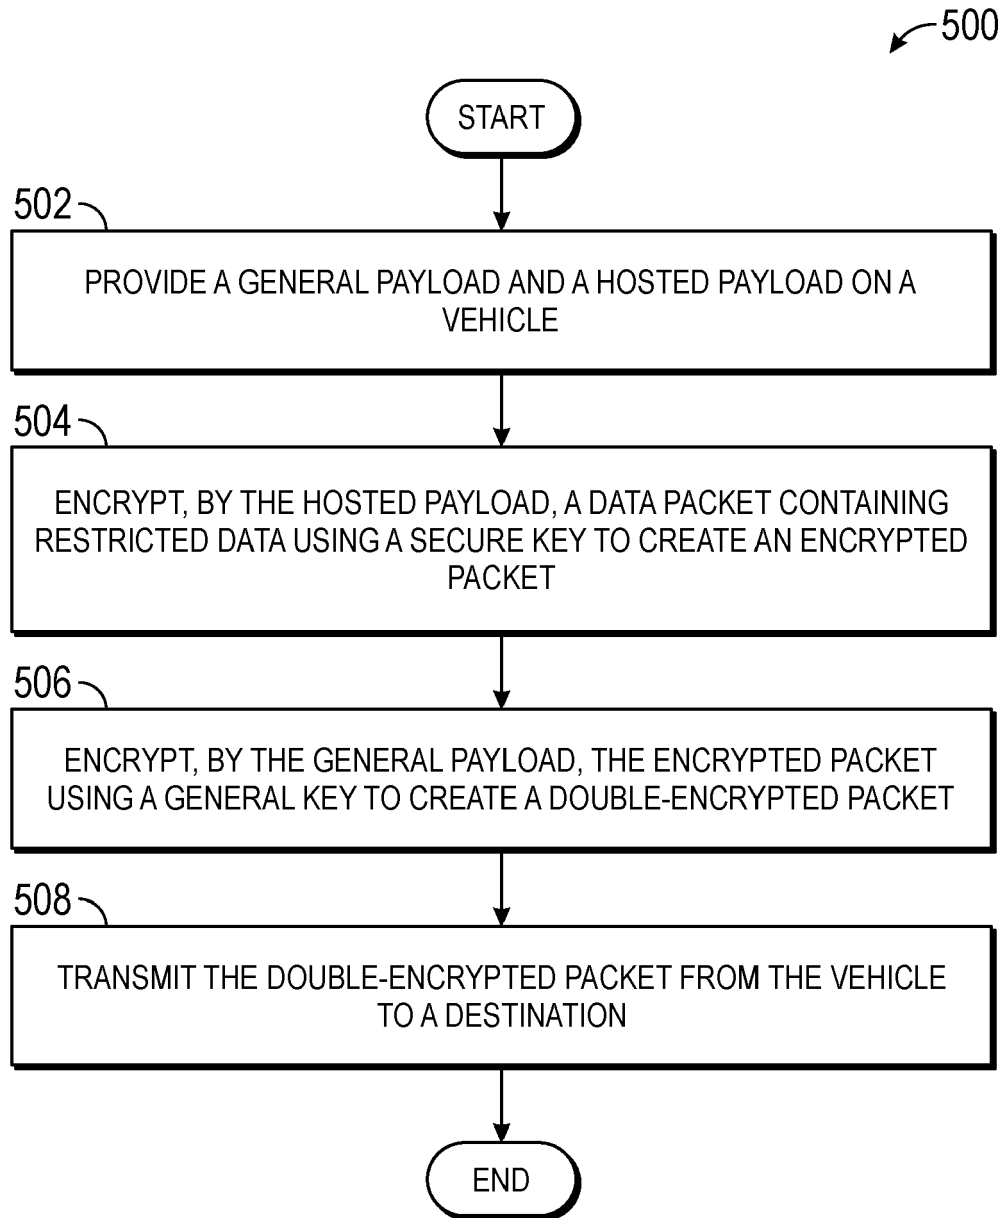 500
START
502
PROVIDE A GENERAL PAYLOAD AND A HOSTED PAYLOAD ON A
VEHICLE
504
ENCRYPT, BY THE HOSTED PAYLOAD, A DATA PACKET CONTAINING
RESTRICTED DATA USING A SECURE KEY TO CREATE AN ENCRYPTED
PACKET
506
ENCRYPT, BY THE GENERAL PAYLOAD, THE ENCRYPTED PACKET
USING A GENERAL KEY TO CREATE A DOUBLE-ENCRYPTED PACKET
508
TRANSMIT THE DOUBLE-ENCRYPTED PACKET FROM THE VEHICLE
TO A DESTINATION
END